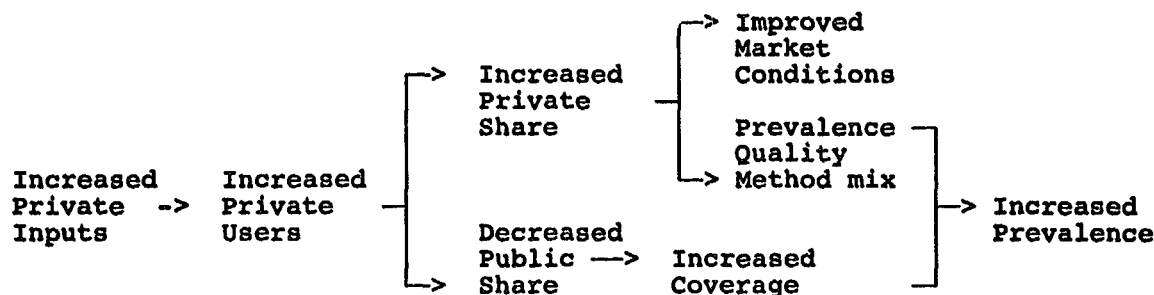 Improved
Market
Conditions
Increased
Private
Share
Prevalence
Quality
Method mix
Increased
Private
Inputs
Increased
Private
Users
Decreased
Public
Share
Increased
Coverage
Increased
Prevalence